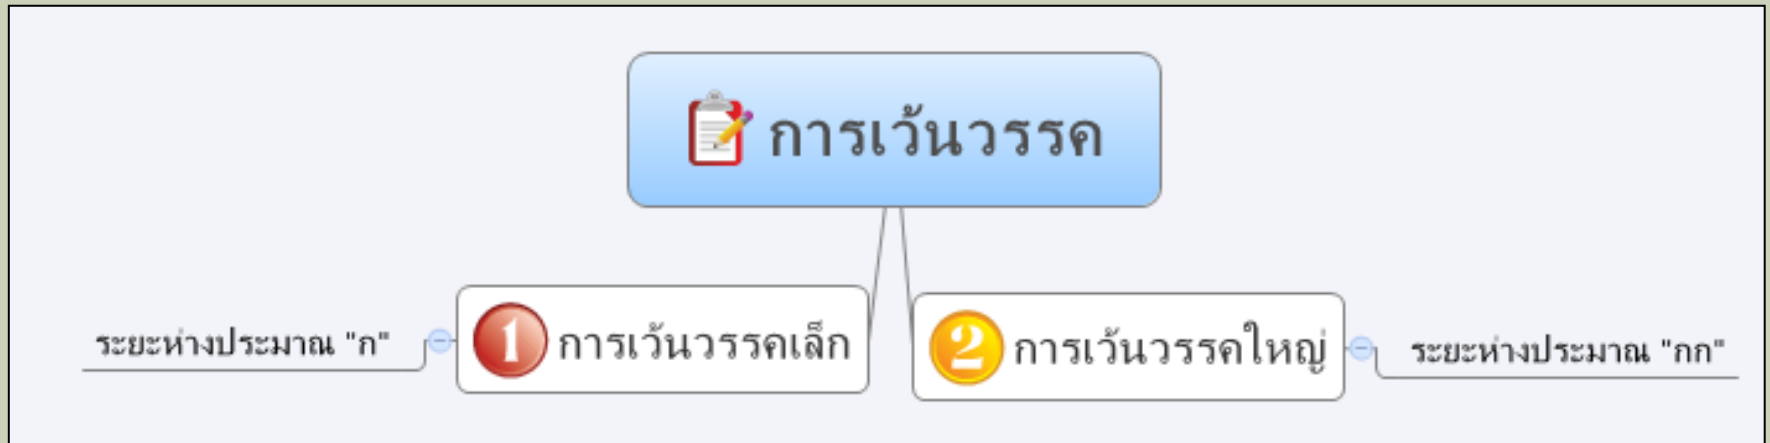 การเว้นวรรค
ระยะห่างประมาณ "ก"
1 การเว้นวรรคเล็ก
2 การเว้นวรรคใหญ่
ระยะห่างประมาณ "กก"